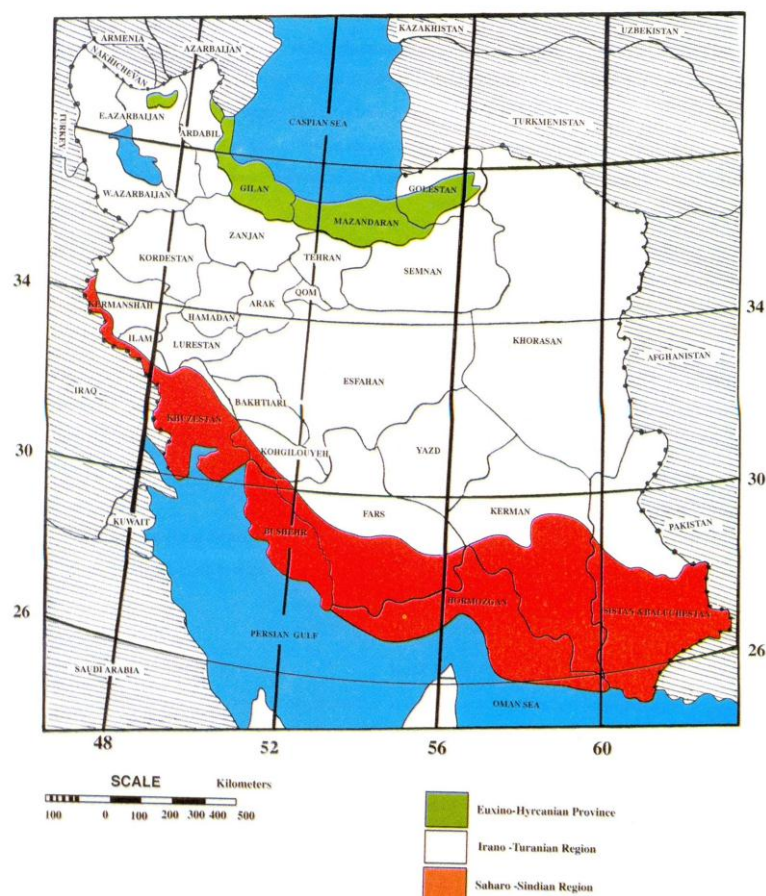 KAZAKHSTAN
UZBEKISTAN
ARMENIA
AZARBAIJAN
NAKHICHEVAN
CASPIAN SEA
TURKMENISTAN
E.AZARBAIJAN
ARDABIL
TURKEY
W.AZARBAIJAN
GILAN
GOLESTAN
MAZANDARAN
ZANJAN
KORDESTAN
TEHRAN
SEMNAN
34
QOM
ARAK
KERMANSHAH
34
HAMADAN
ILAM
LURESTAN
KHORASAN
AFGHANISTAN
ESFAHAN
IRAQ
BAKHTIARI
KHUZESTAN
30
KOHGILOUYEH
YAZD
30
FARS
KERMAN
KUWAIT
PAKISTAN
BUSHEHR
26
HORMOZGAN
PERSIAN GULF
26
SAUDI ARABIA
OMAN SEA
48
52
56
60
SCALE Kilometers
100 0 100 200 300 400 500
Euxino-Hyrcanian Province
Irano -Turanian Region
Saharo -Sindian Region